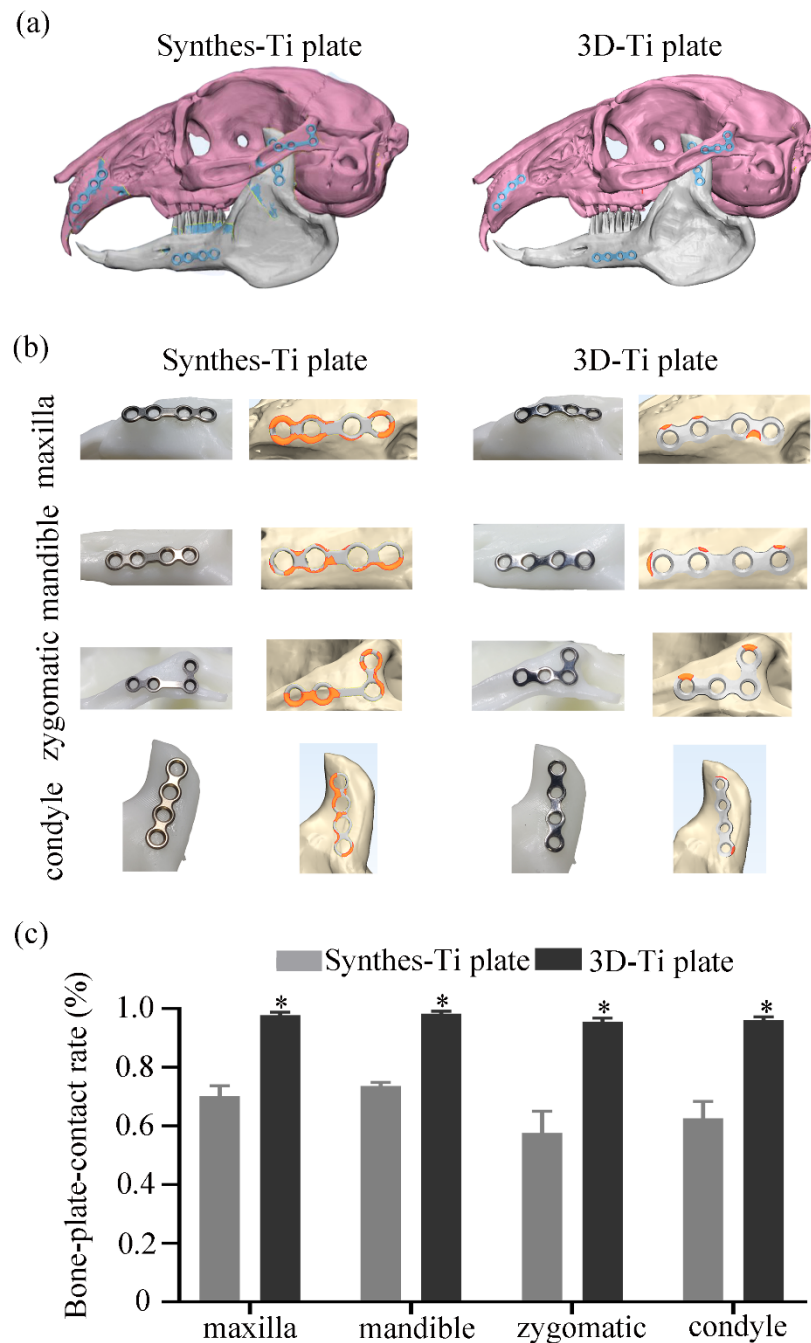 (a)
Synthes-Ti plate
3D-Ti plate
(b)
Synthes-Ti plate
3D-Ti plate
maxilla
mandible
zygomatic
condyle
(c)
Synthes-Ti plate
3D-Ti plate
Bone-plate-contact rate (%)
1.0
0.8
0.6
0.4
0.2
0
*
*
*
*
maxilla
mandible
zygomatic
condyle